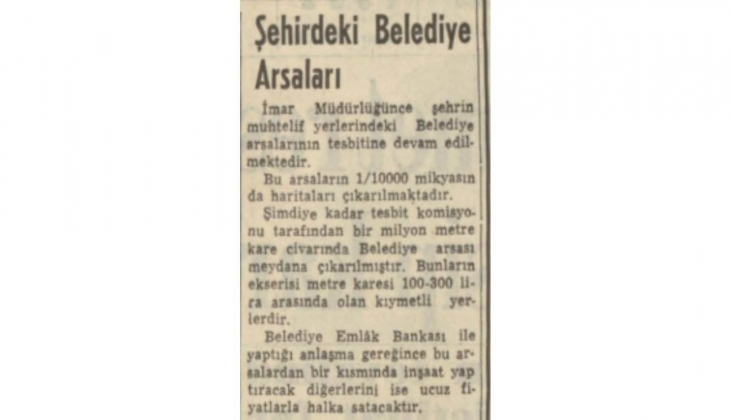 Şehirdeki Belediye
Arsaları
İmar Müdürlüğünce şehrin
muhtelif yerlerindeki Belediye
arsalarının tesbitine devam edil-
mektedir.
Bu arsaların 1/10000 mikyasın
da haritaları çıkarılmaktadır.
Şimdiye kadar tesbit komisyo-
nu tarafından bir milyon metre
kare civarında Belediye arsası
meydana çıkarılmıştır. Bunların
ekserisi metre karesi 100-300 li-
ra arasında olan kıymetli yer-
lerdir.
Belediye Emlâk Bankası ile
yaptığı anlaşma gereğince bu ar-
salardan bir kısmında inşaat yap
tıracak diğerlerini ise ucuz fi-
yatlarla halka satacaktır.